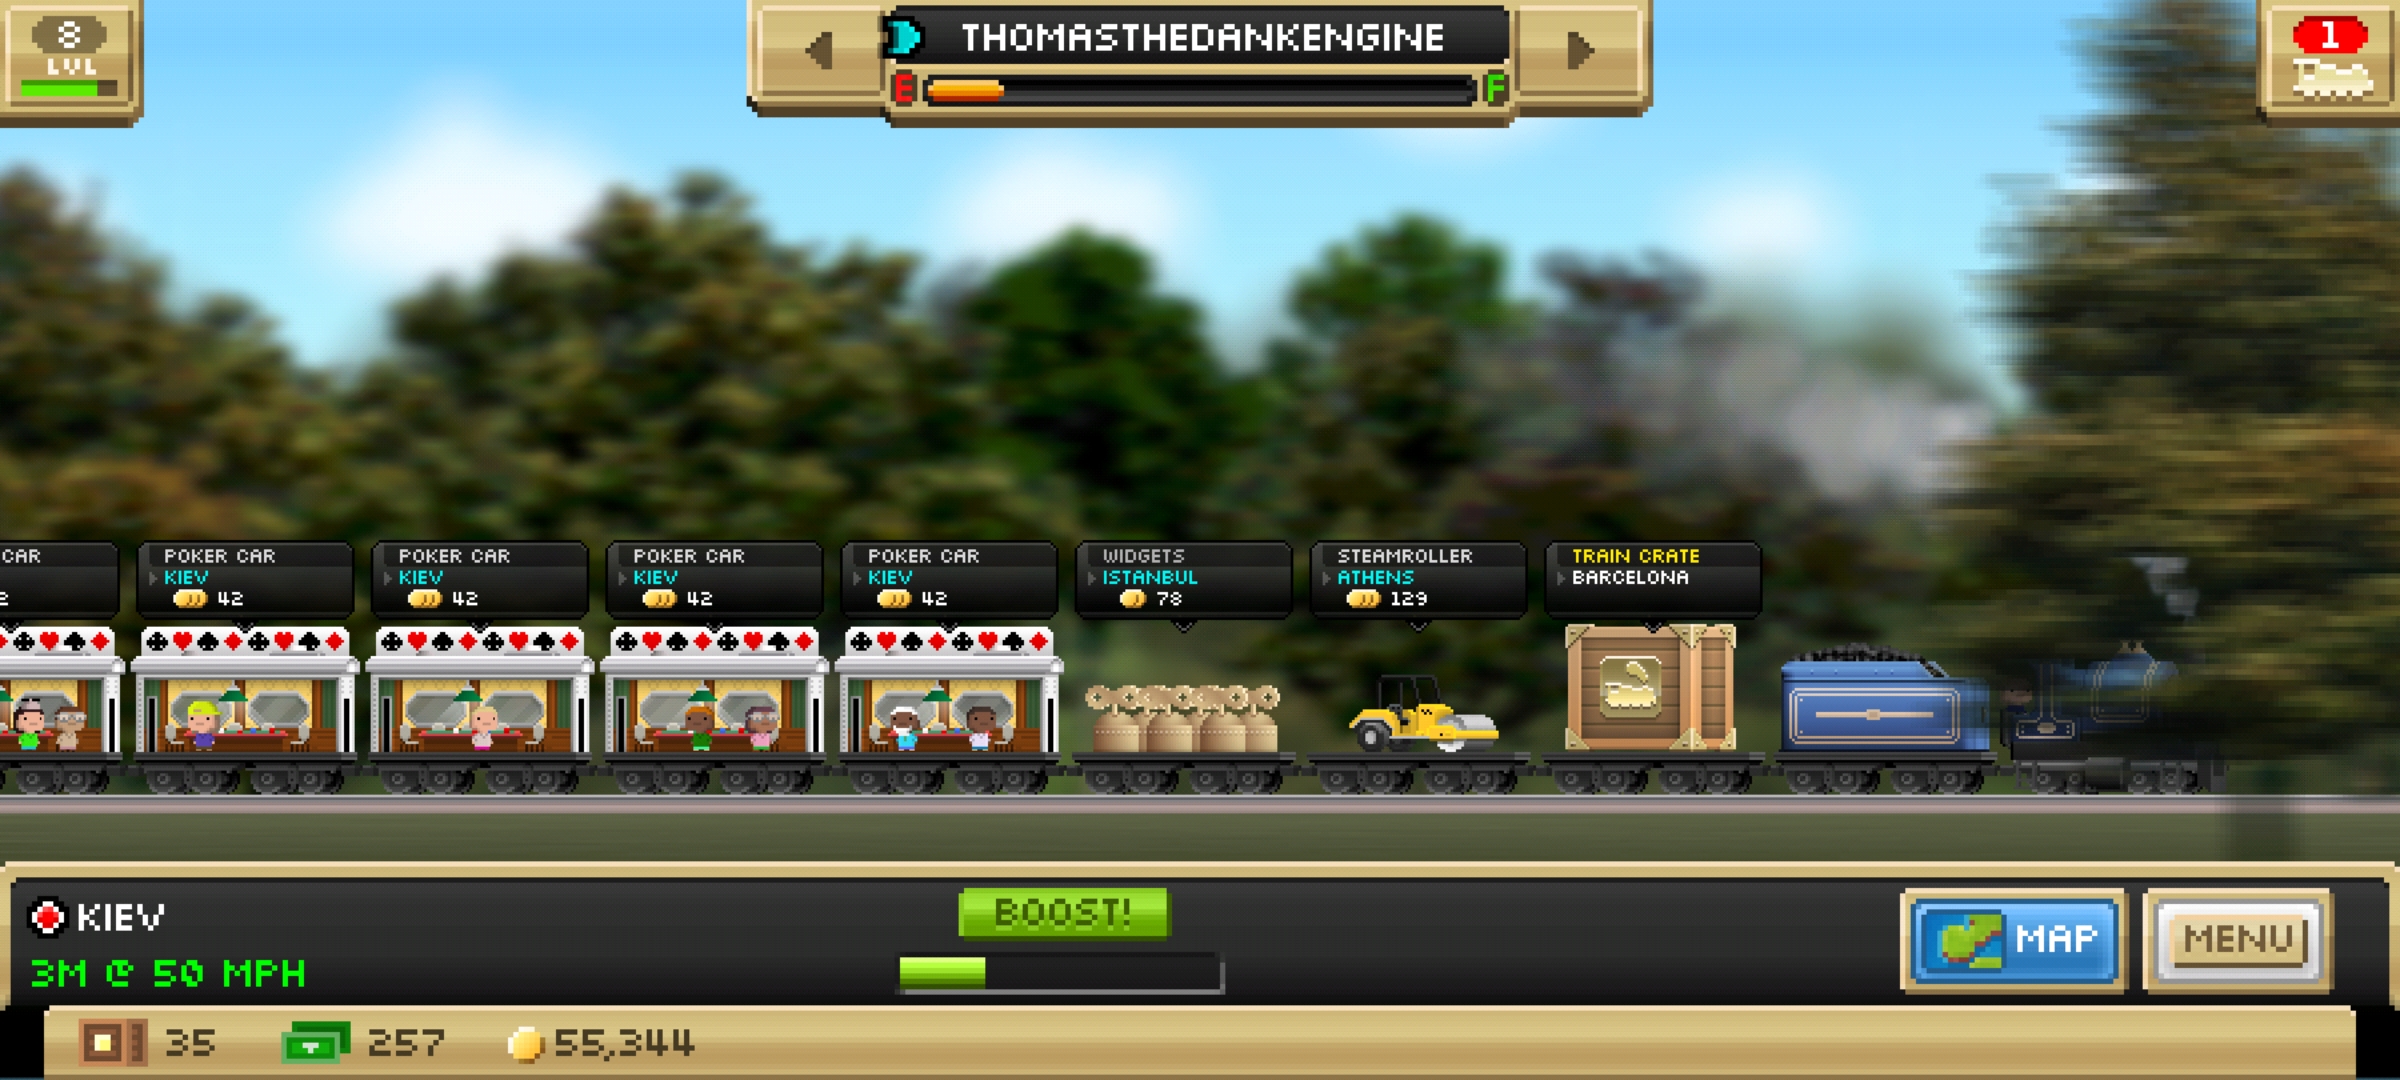 8
LVL
THOMASTHEDANKENGINE
E F
1
CAR
2
POKER CAR
KIEV
42
POKER CAR
KIEV
42
POKER CAR
KIEV
42
POKER CAR
KIEV
42
WIDGETS
ISTANBUL
78
STEAMROLLER
ATHENS
129
TRAIN CRATE
BARCELONA
KIEV
3M @ 50 MPH
BOOST!
MAP
MENU
35
257
55,344